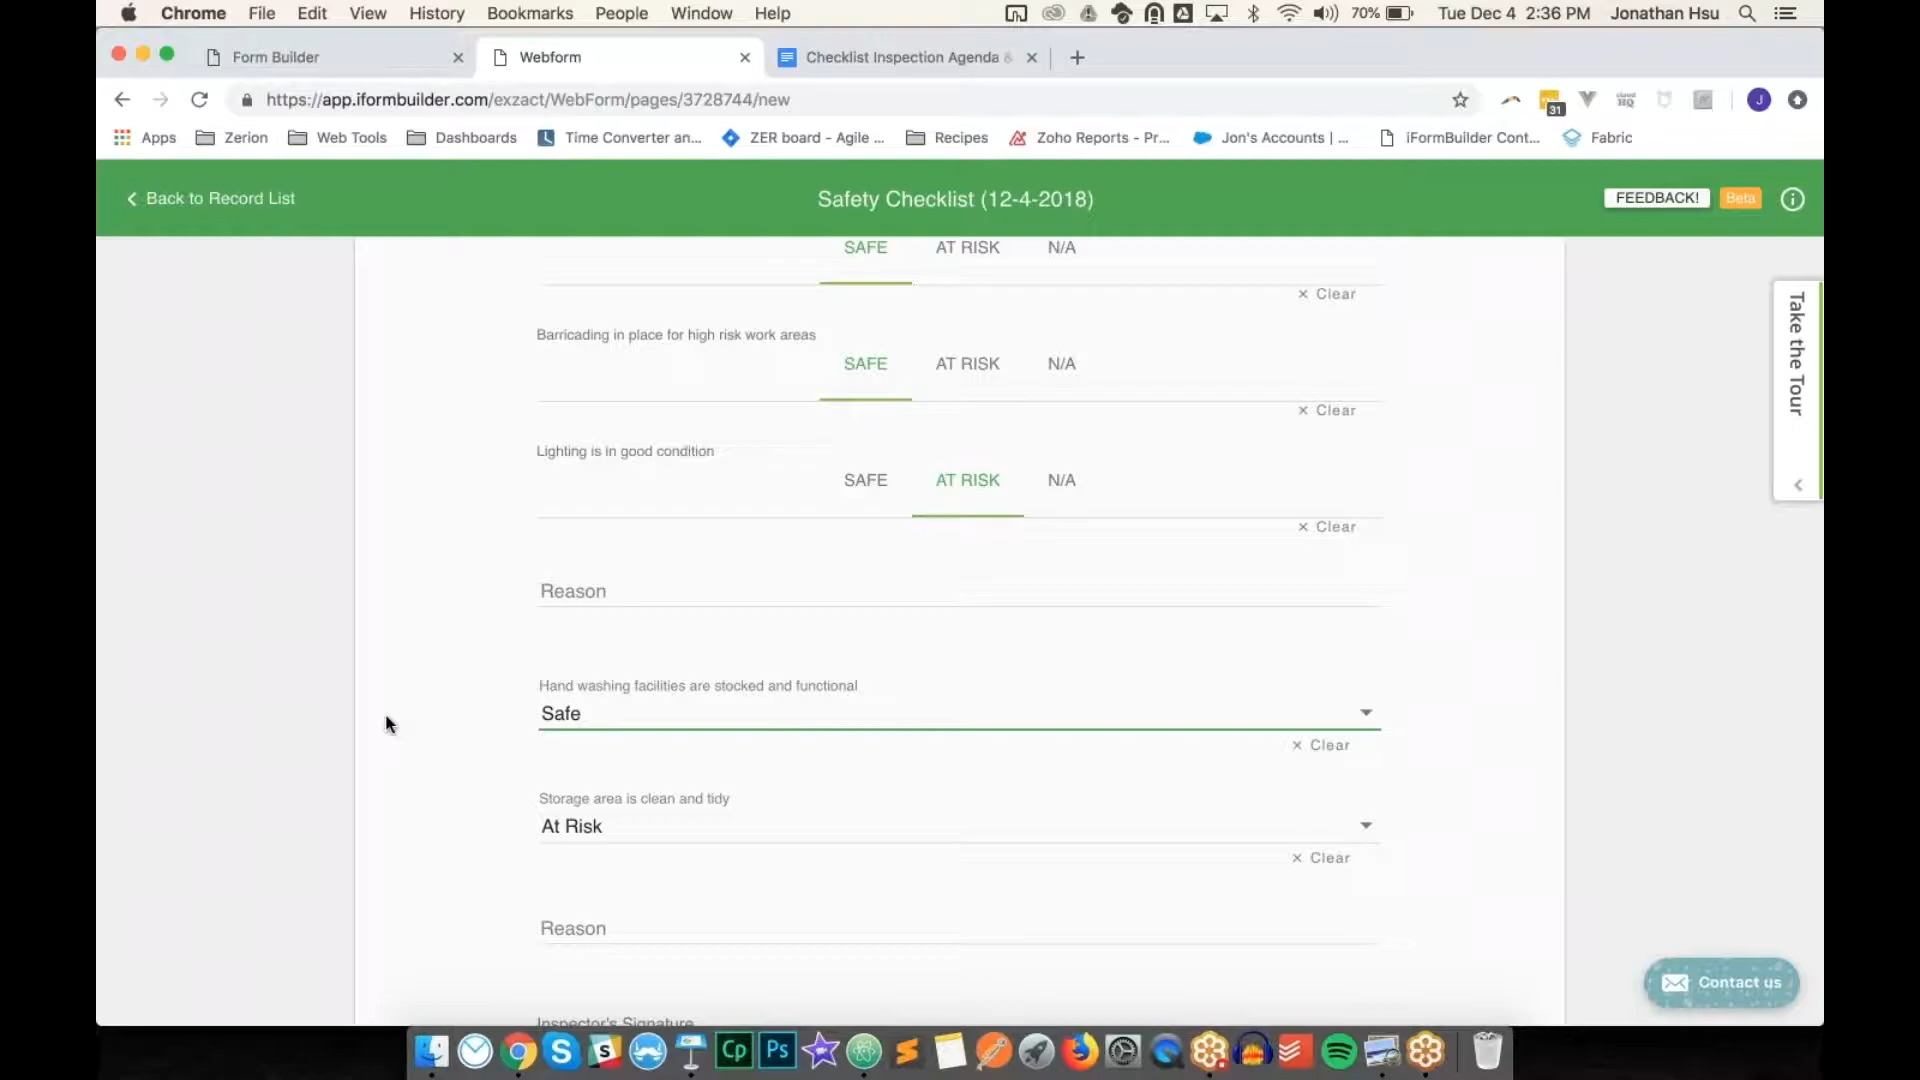 Chrome File Edit View History Bookmarks People Window Help 70% Tue Dec 4 2:36 PM Jonathan Hsu
Form Builder Webform Checklist Inspection Agenda
https://app.iformbuilder.com/exzact/WebForm/pages/3728744/new 31 J
Apps Zerion Web Tools Dashboards Time Converter an... ZER board - Agile ... Recipes Zoho Reports - Pr... Jon's Accounts | ... iFormBuilder Cont... Fabric
Back to Record List Safety Checklist (12-4-2018) FEEDBACK! Beta
SAFE AT RISK N/A
× Clear
Take the Tour
Barricading in place for high risk work areas
SAFE AT RISK N/A
× Clear
Lighting is in good condition
SAFE AT RISK N/A
× Clear
Reason
Hand washing facilities are stocked and functional
Safe
× Clear
Storage area is clean and tidy
At Risk
× Clear
Reason
Contact us
Inspector's Signature
S S Cp Ps